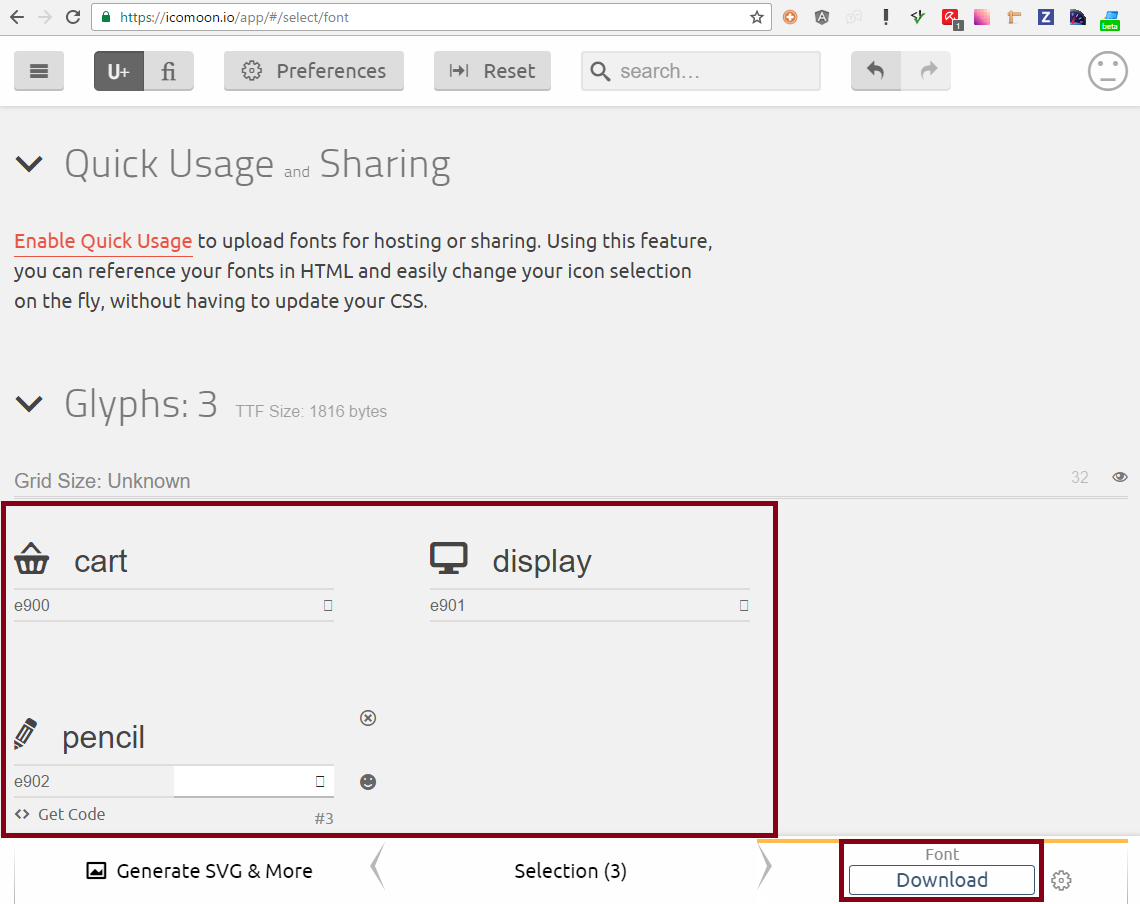 https://icomoon.io/app/#/select/font
1
beta
U+ fi Preferences Reset search...
Quick Usage and Sharing
Enable Quick Usage to upload fonts for hosting or sharing. Using this feature,
you can reference your fonts in HTML and easily change your icon selection
on the fly, without having to update your CSS.
Glyphs: 3 TTF Size: 1816 bytes
Grid Size: Unknown 32
cart display
e900 e901
pencil
e902
Get Code #3
Generate SVG & More Selection (3) Font
Download